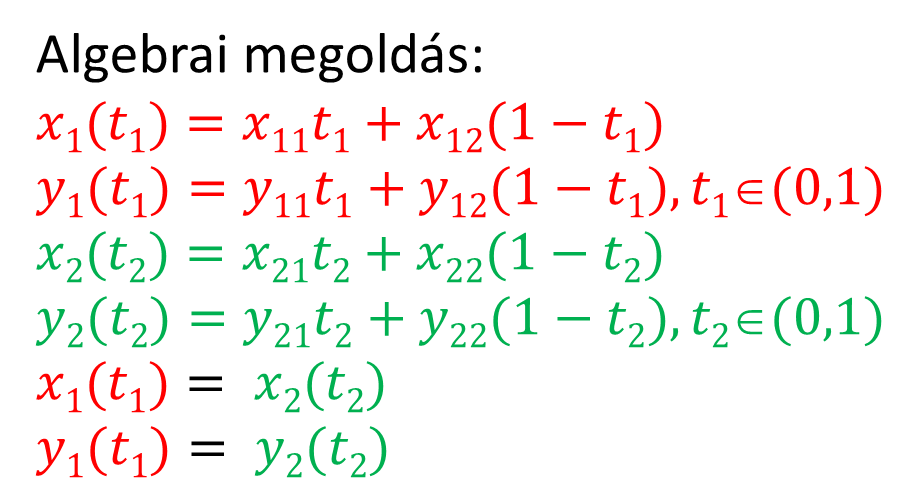 Algebrai megoldás:
x₁(t₁) = x₁₁t₁ + x₁₂(1 − t₁)
y₁(t₁) = y₁₁t₁ + y₁₂(1 − t₁), t₁∈(0,1)
x₂(t₂) = x₂₁t₂ + x₂₂(1 − t₂)
y₂(t₂) = y₂₁t₂ + y₂₂(1 − t₂), t₂∈(0,1)
x₁(t₁) = x₂(t₂)
y₁(t₁) = y₂(t₂)